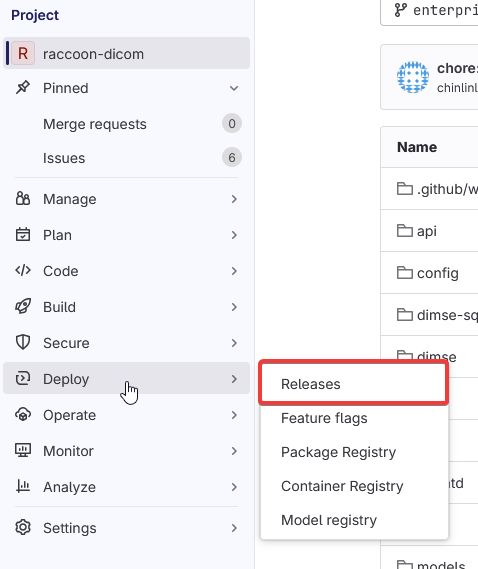 Project
R raccoon-dicom
Pinned
Merge requests 0
Issues 6
Manage
Plan
Code
Build
Secure
Deploy
Operate
Monitor
Analyze
Settings
Releases
Feature flags
Package Registry
Container Registry
Model registry
enterpri
chore:
chinlinl
Name
.github/w
api
config
dimse-sq
dimse
ntd
models